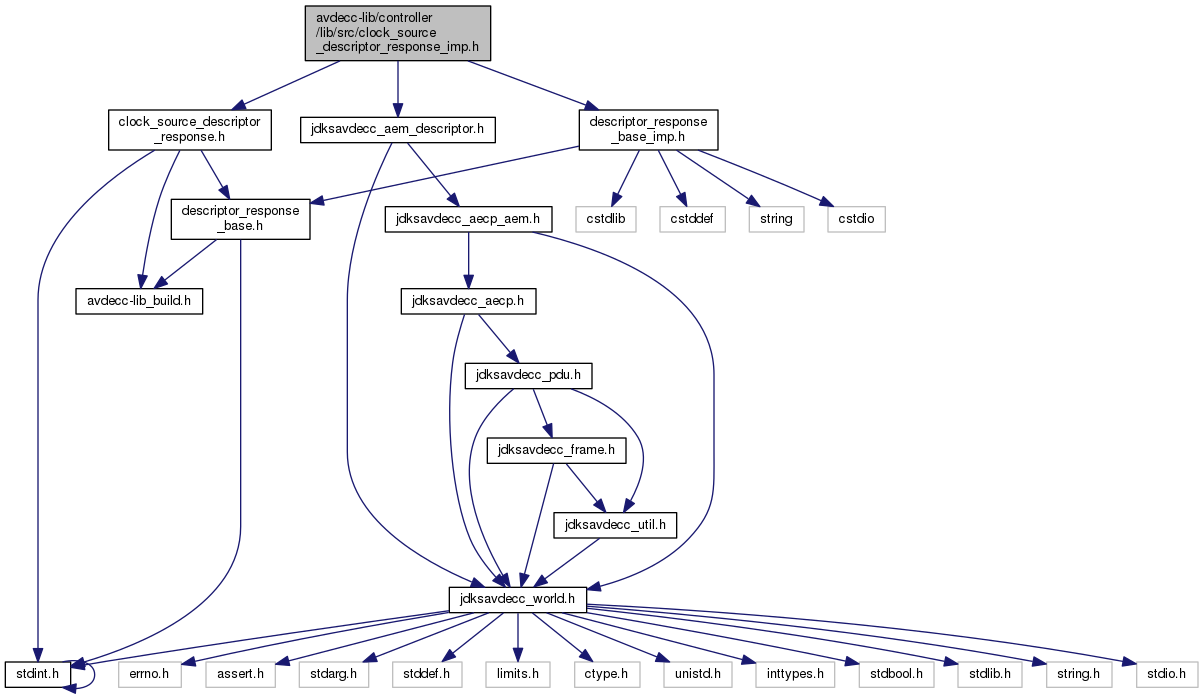 avdecc-lib/controller
/lib/src/clock_source
_descriptor_response_imp.h
clock_source_descriptor
_response.h
jdksavdecc_aem_descriptor.h
descriptor_response
_base_imp.h
descriptor_response
_base.h
jdksavdecc_aecp_aem.h
cstdlib
cstddef
string
cstdio
avdecc-lib_build.h
jdksavdecc_aecp.h
jdksavdecc_pdu.h
jdksavdecc_frame.h
jdksavdecc_util.h
jdksavdecc_world.h
stdint.h
errno.h
assert.h
stdarg.h
stddef.h
limits.h
ctype.h
unistd.h
inttypes.h
stdbool.h
stdlib.h
string.h
stdio.h